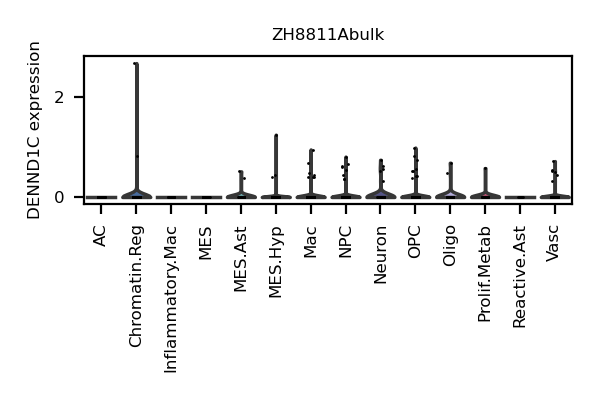 ZH8811Abulk
DENND1C expression
2
0
AC
Chromatin.Reg
Inflammatory.Mac
MES
MES.Ast
MES.Hyp
Mac
NPC
Neuron
OPC
Oligo
Prolif.Metab
Reactive.Ast
Vasc